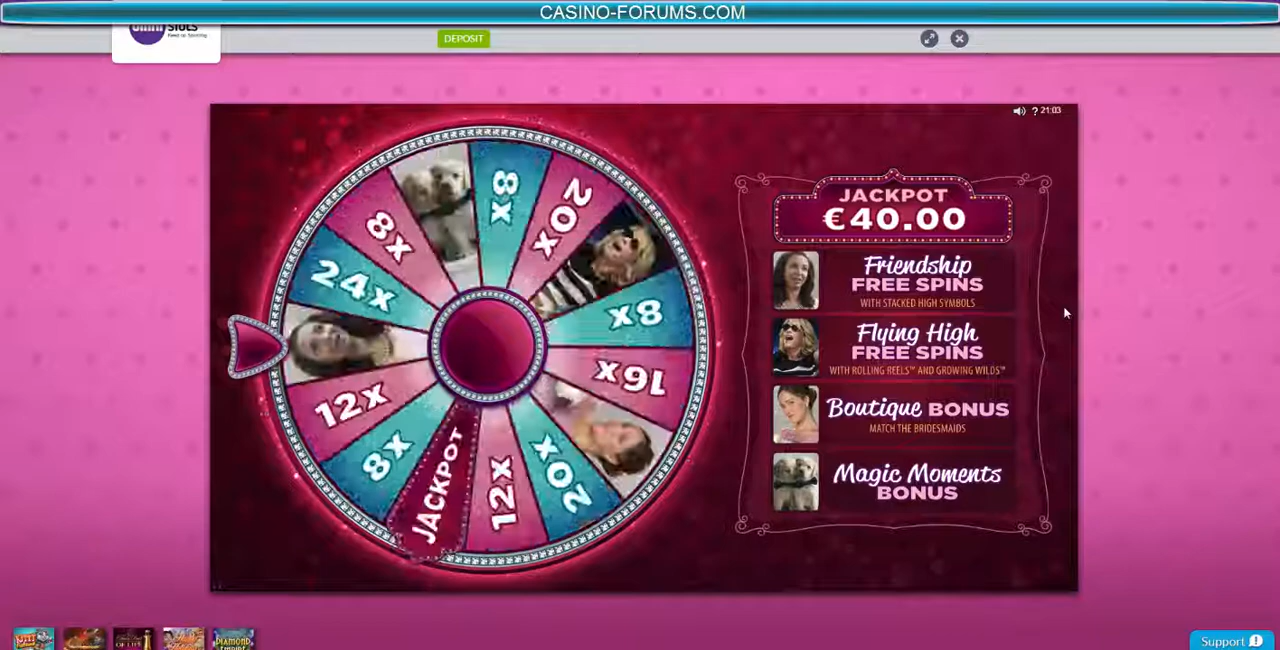 CASINO-FORUMS.COM
Slots
DEPOSIT
? 21:03
8x
20x
8x
16x
20x
12x
JACKPOT
8x
12x
24x
8x
JACKPOT
€40.00
Friendship
FREE SPINS
WITH STACKED HIGH SYMBOLS
Flying High
FREE SPINS
WITH ROLLING REELS™ AND GROWING WILDS™
Boutique BONUS
MATCH THE BRIDESMAIDS
Magic Moments
BONUS
DIAMOND
Support